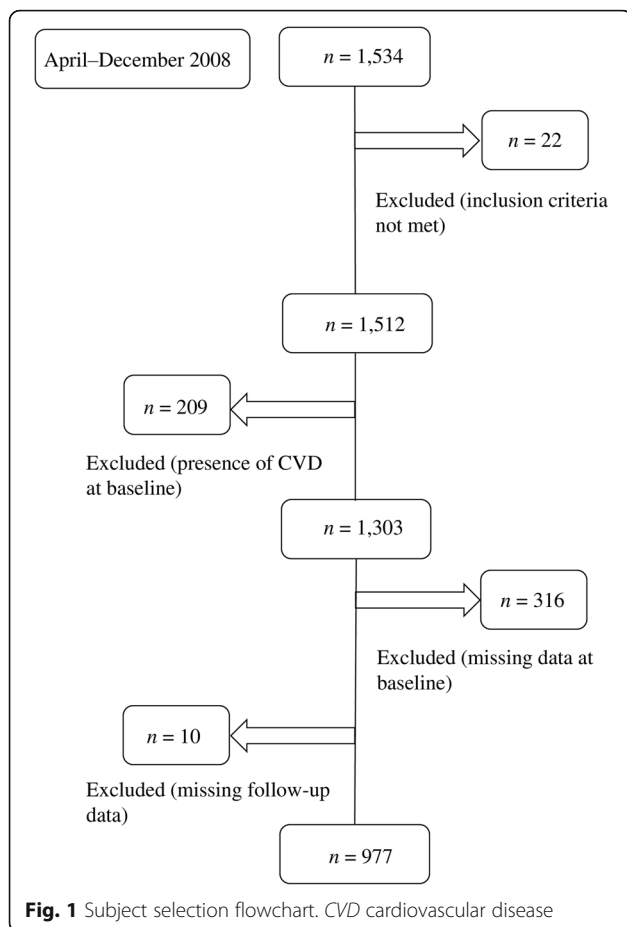 April–December 2008
n = 1,534
n = 22
Excluded (inclusion criteria
not met)
n = 1,512
n = 209
Excluded (presence of CVD
at baseline)
n = 1,303
n = 316
Excluded (missing data at
baseline)
n = 10
Excluded (missing follow-up
data)
n = 977
Fig. 1 Subject selection flowchart. CVD cardiovascular disease